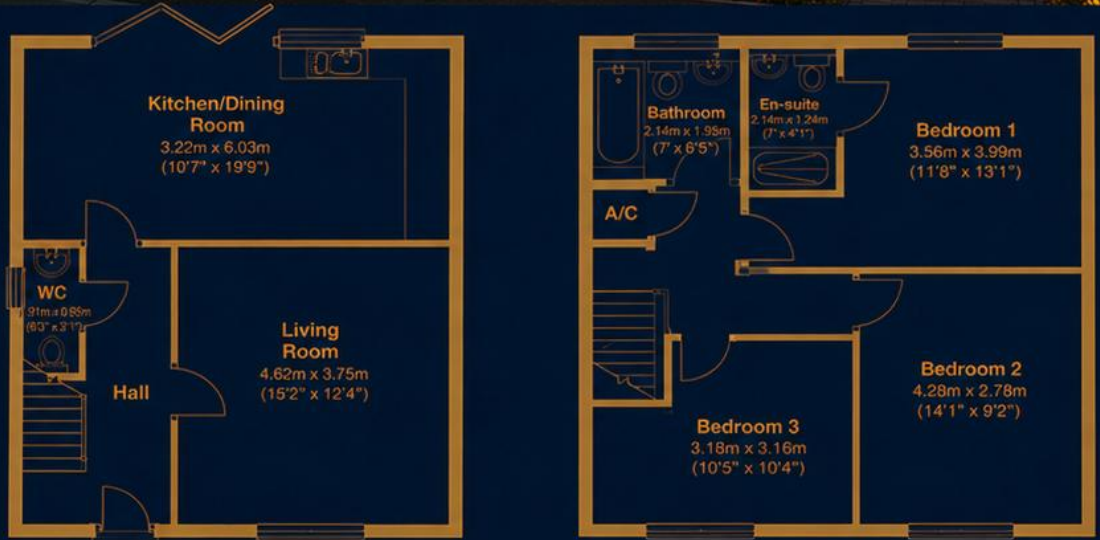 Kitchen/Dining
Room
3.22m x 6.03m
(10'7" x 19'9")
WC
Hall
Living
Room
4.62m x 3.75m
(15'2" x 12'4")
Bathroom
2.14m x 1.95m
(7' x 6'5")
En-suite
2.14m x 1.24m
(7' x 4'1")
Bedroom 1
3.56m x 3.99m
(11'8" x 13'1")
A/C
Bedroom 2
4.28m x 2.78m
(14'1" x 9'2")
Bedroom 3
3.18m x 3.16m
(10'5" x 10'4")